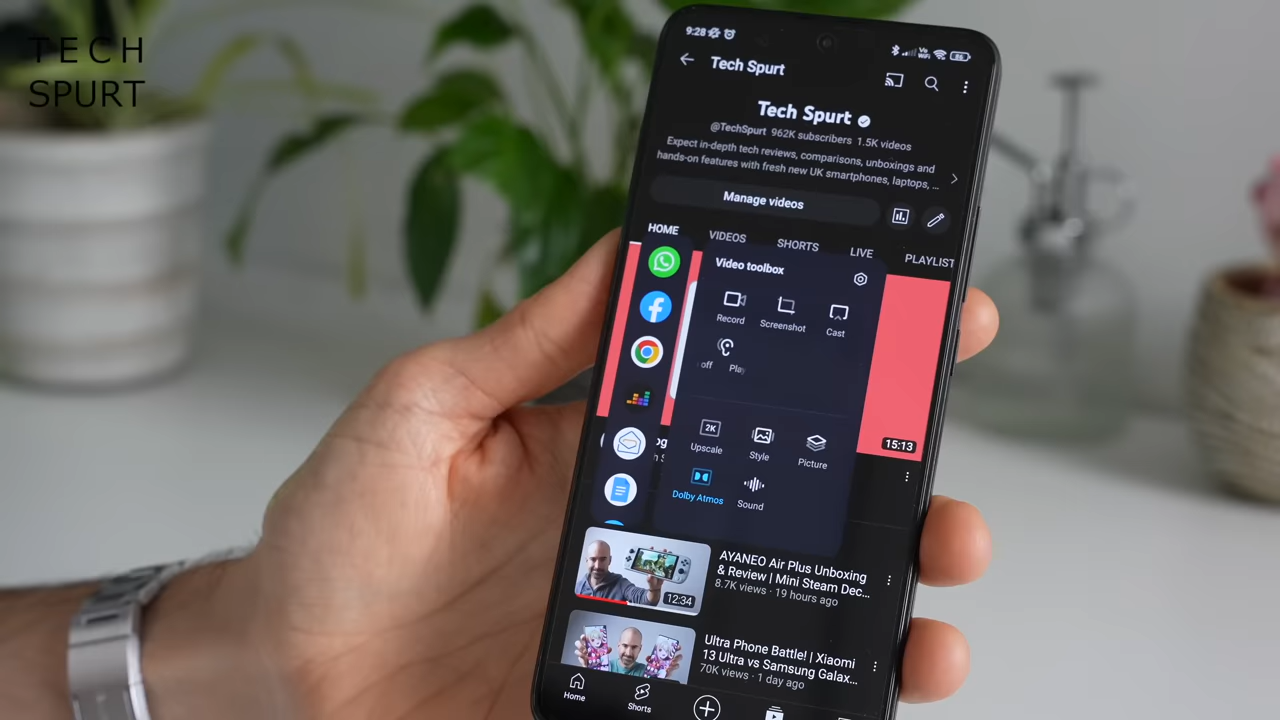 TECH
SPURT
9:28
Vo
WiFi
86
Tech Spurt
Tech Spurt
@TechSpurt 962K subscribers 1.5K videos
Expect in-depth tech reviews, comparisons, unboxings and
hands-on features with fresh new UK smartphones, laptops, ...
Manage videos
HOME VIDEOS SHORTS LIVE PLAYLIST
Video toolbox
Record Screenshot Cast
off Play
2K
Upscale Style Picture
Dolby Atmos Sound
15:13
AYANEO Air Plus Unboxing
& Review | Mini Steam Dec...
8.7K views · 19 hours ago
12:34
Ultra Phone Battle! | Xiaomi
13 Ultra vs Samsung Galax...
70K views · 1 day ago
Home Shorts